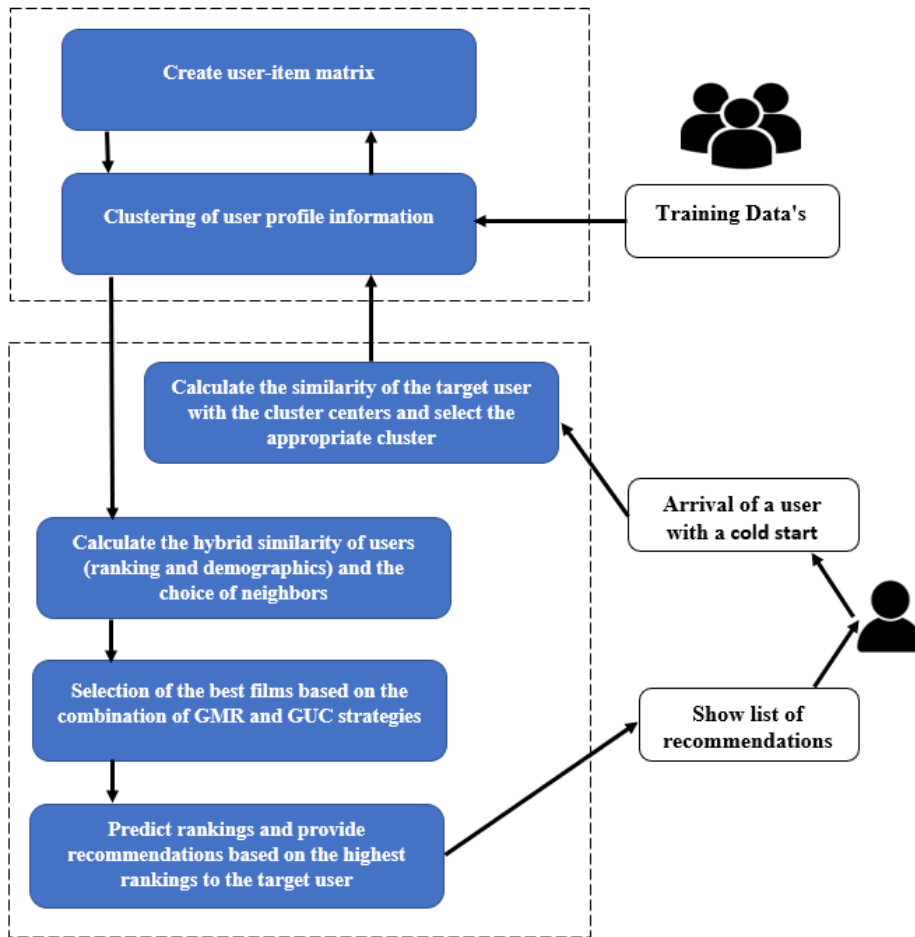 Create user-item matrix
Clustering of user profile information
Training Data's
Calculate the similarity of the target user
with the cluster centers and select the
appropriate cluster
Arrival of a user
with a cold start
Calculate the hybrid similarity of users
(ranking and demographics) and the
choice of neighbors
Selection of the best films based on the
combination of GMR and GUC strategies
Show list of
recommendations
Predict rankings and provide
recommendations based on the highest
rankings to the target user